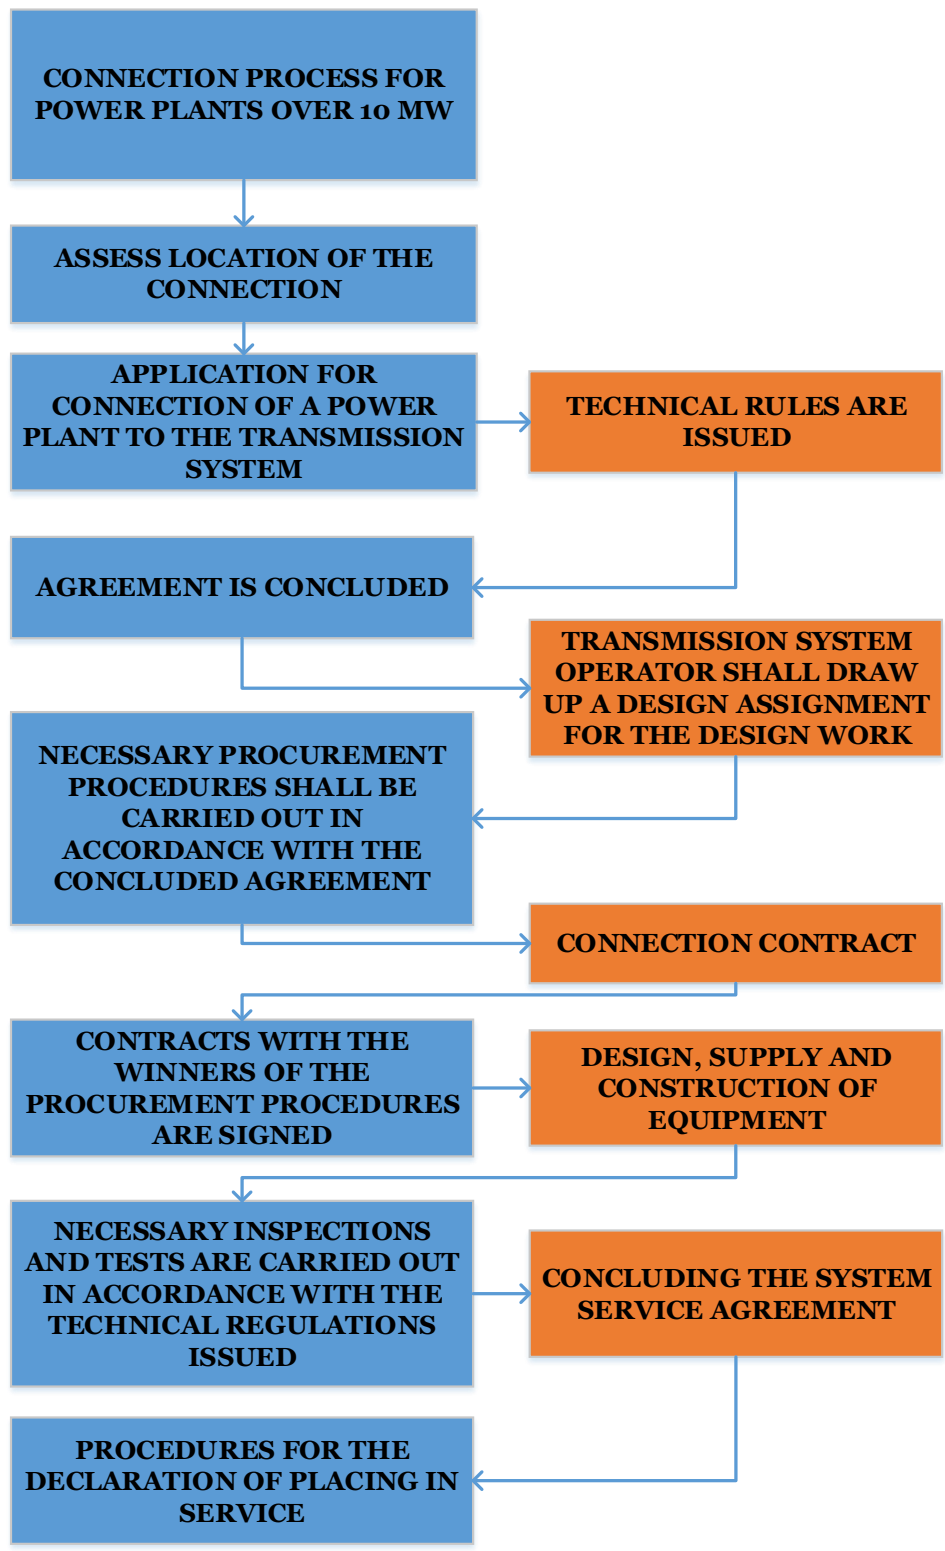 CONNECTION PROCESS FOR
POWER PLANTS OVER 10 MW
ASSESS LOCATION OF THE
CONNECTION
APPLICATION FOR
CONNECTION OF A POWER
PLANT TO THE TRANSMISSION
SYSTEM
TECHNICAL RULES ARE
ISSUED
AGREEMENT IS CONCLUDED
TRANSMISSION SYSTEM
OPERATOR SHALL DRAW
UP A DESIGN ASSIGNMENT
FOR THE DESIGN WORK
NECESSARY PROCUREMENT
PROCEDURES SHALL BE
CARRIED OUT IN
ACCORDANCE WITH THE
CONCLUDED AGREEMENT
CONNECTION CONTRACT
CONTRACTS WITH THE
WINNERS OF THE
PROCUREMENT PROCEDURES
ARE SIGNED
DESIGN, SUPPLY AND
CONSTRUCTION OF
EQUIPMENT
NECESSARY INSPECTIONS
AND TESTS ARE CARRIED OUT
IN ACCORDANCE WITH THE
TECHNICAL REGULATIONS
ISSUED
CONCLUDING THE SYSTEM
SERVICE AGREEMENT
PROCEDURES FOR THE
DECLARATION OF PLACING IN
SERVICE